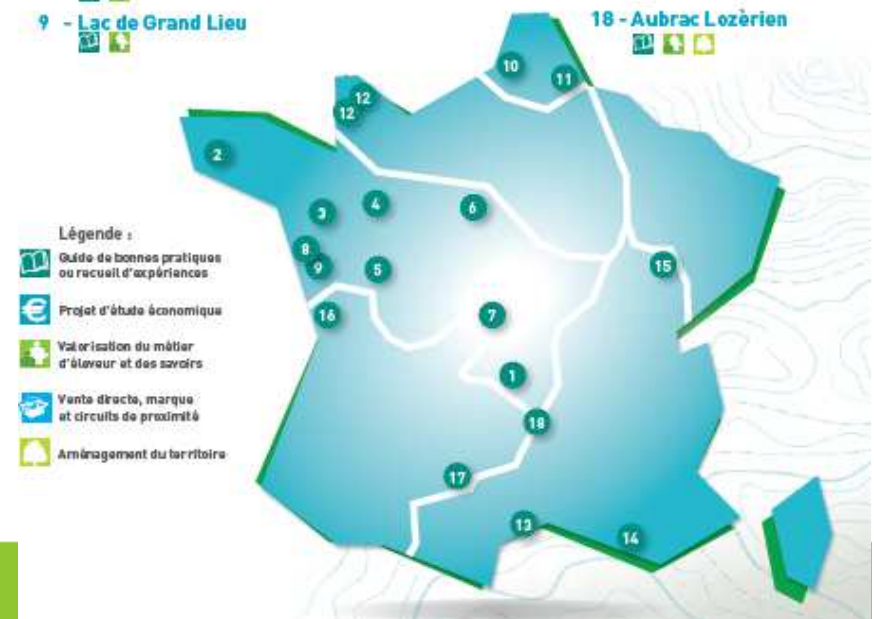 9 - Lac de Grand Lieu
18 - Aubrac Lozèrien
10
11
12
12
2
3
4
6
8
9
5
15
16
7
1
18
17
13
14
Légende :
Guide de bonnes pratiques
ou recueil d'expériences
Projet d'étude économique
Valorisation du métier
d'éleveur et des savoirs
Vente directe, marque
et circuits de proximité
Aménagement du territoire